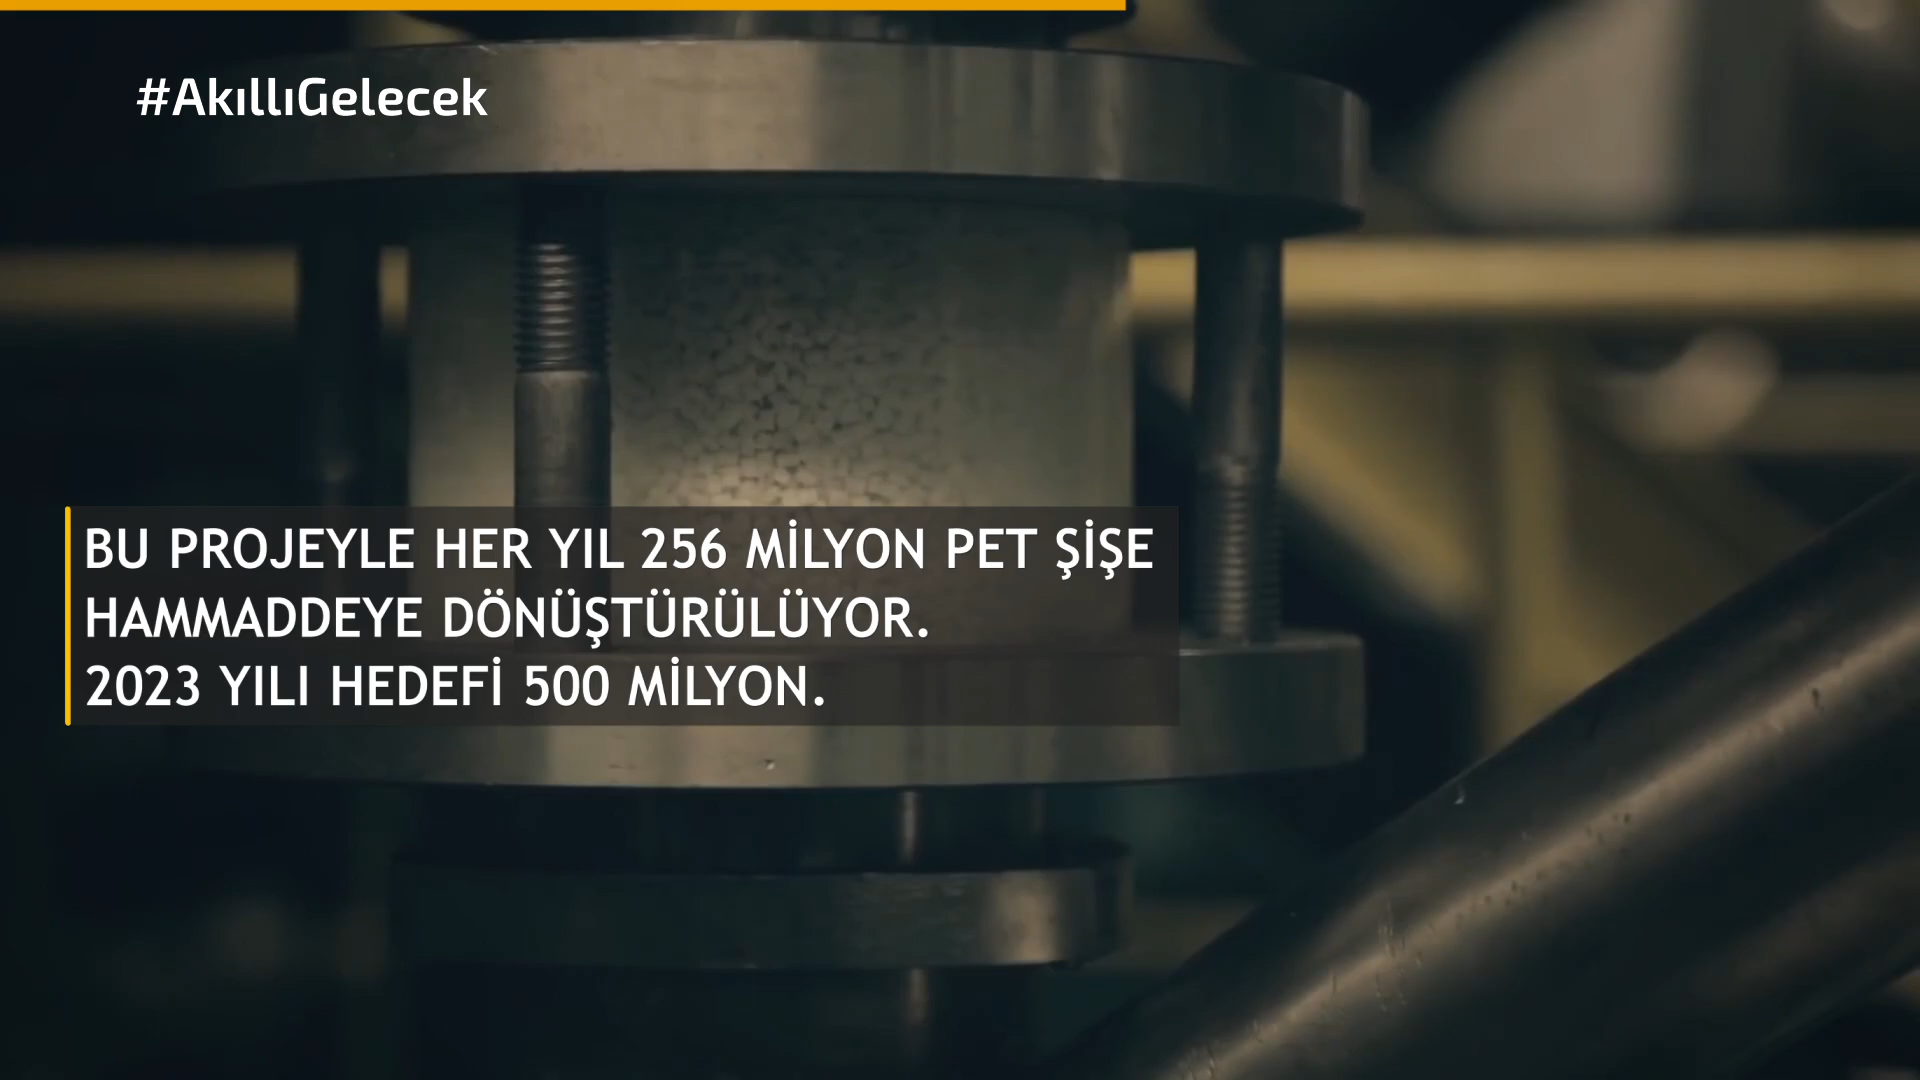 #AkıllıGelecek
BU PROJEYLE HER YIL 256 MİLYON PET ŞİŞE
HAMMADDEYE DÖNÜŞTÜRÜLÜYOR.
2023 YILI HEDEFİ 500 MİLYON.